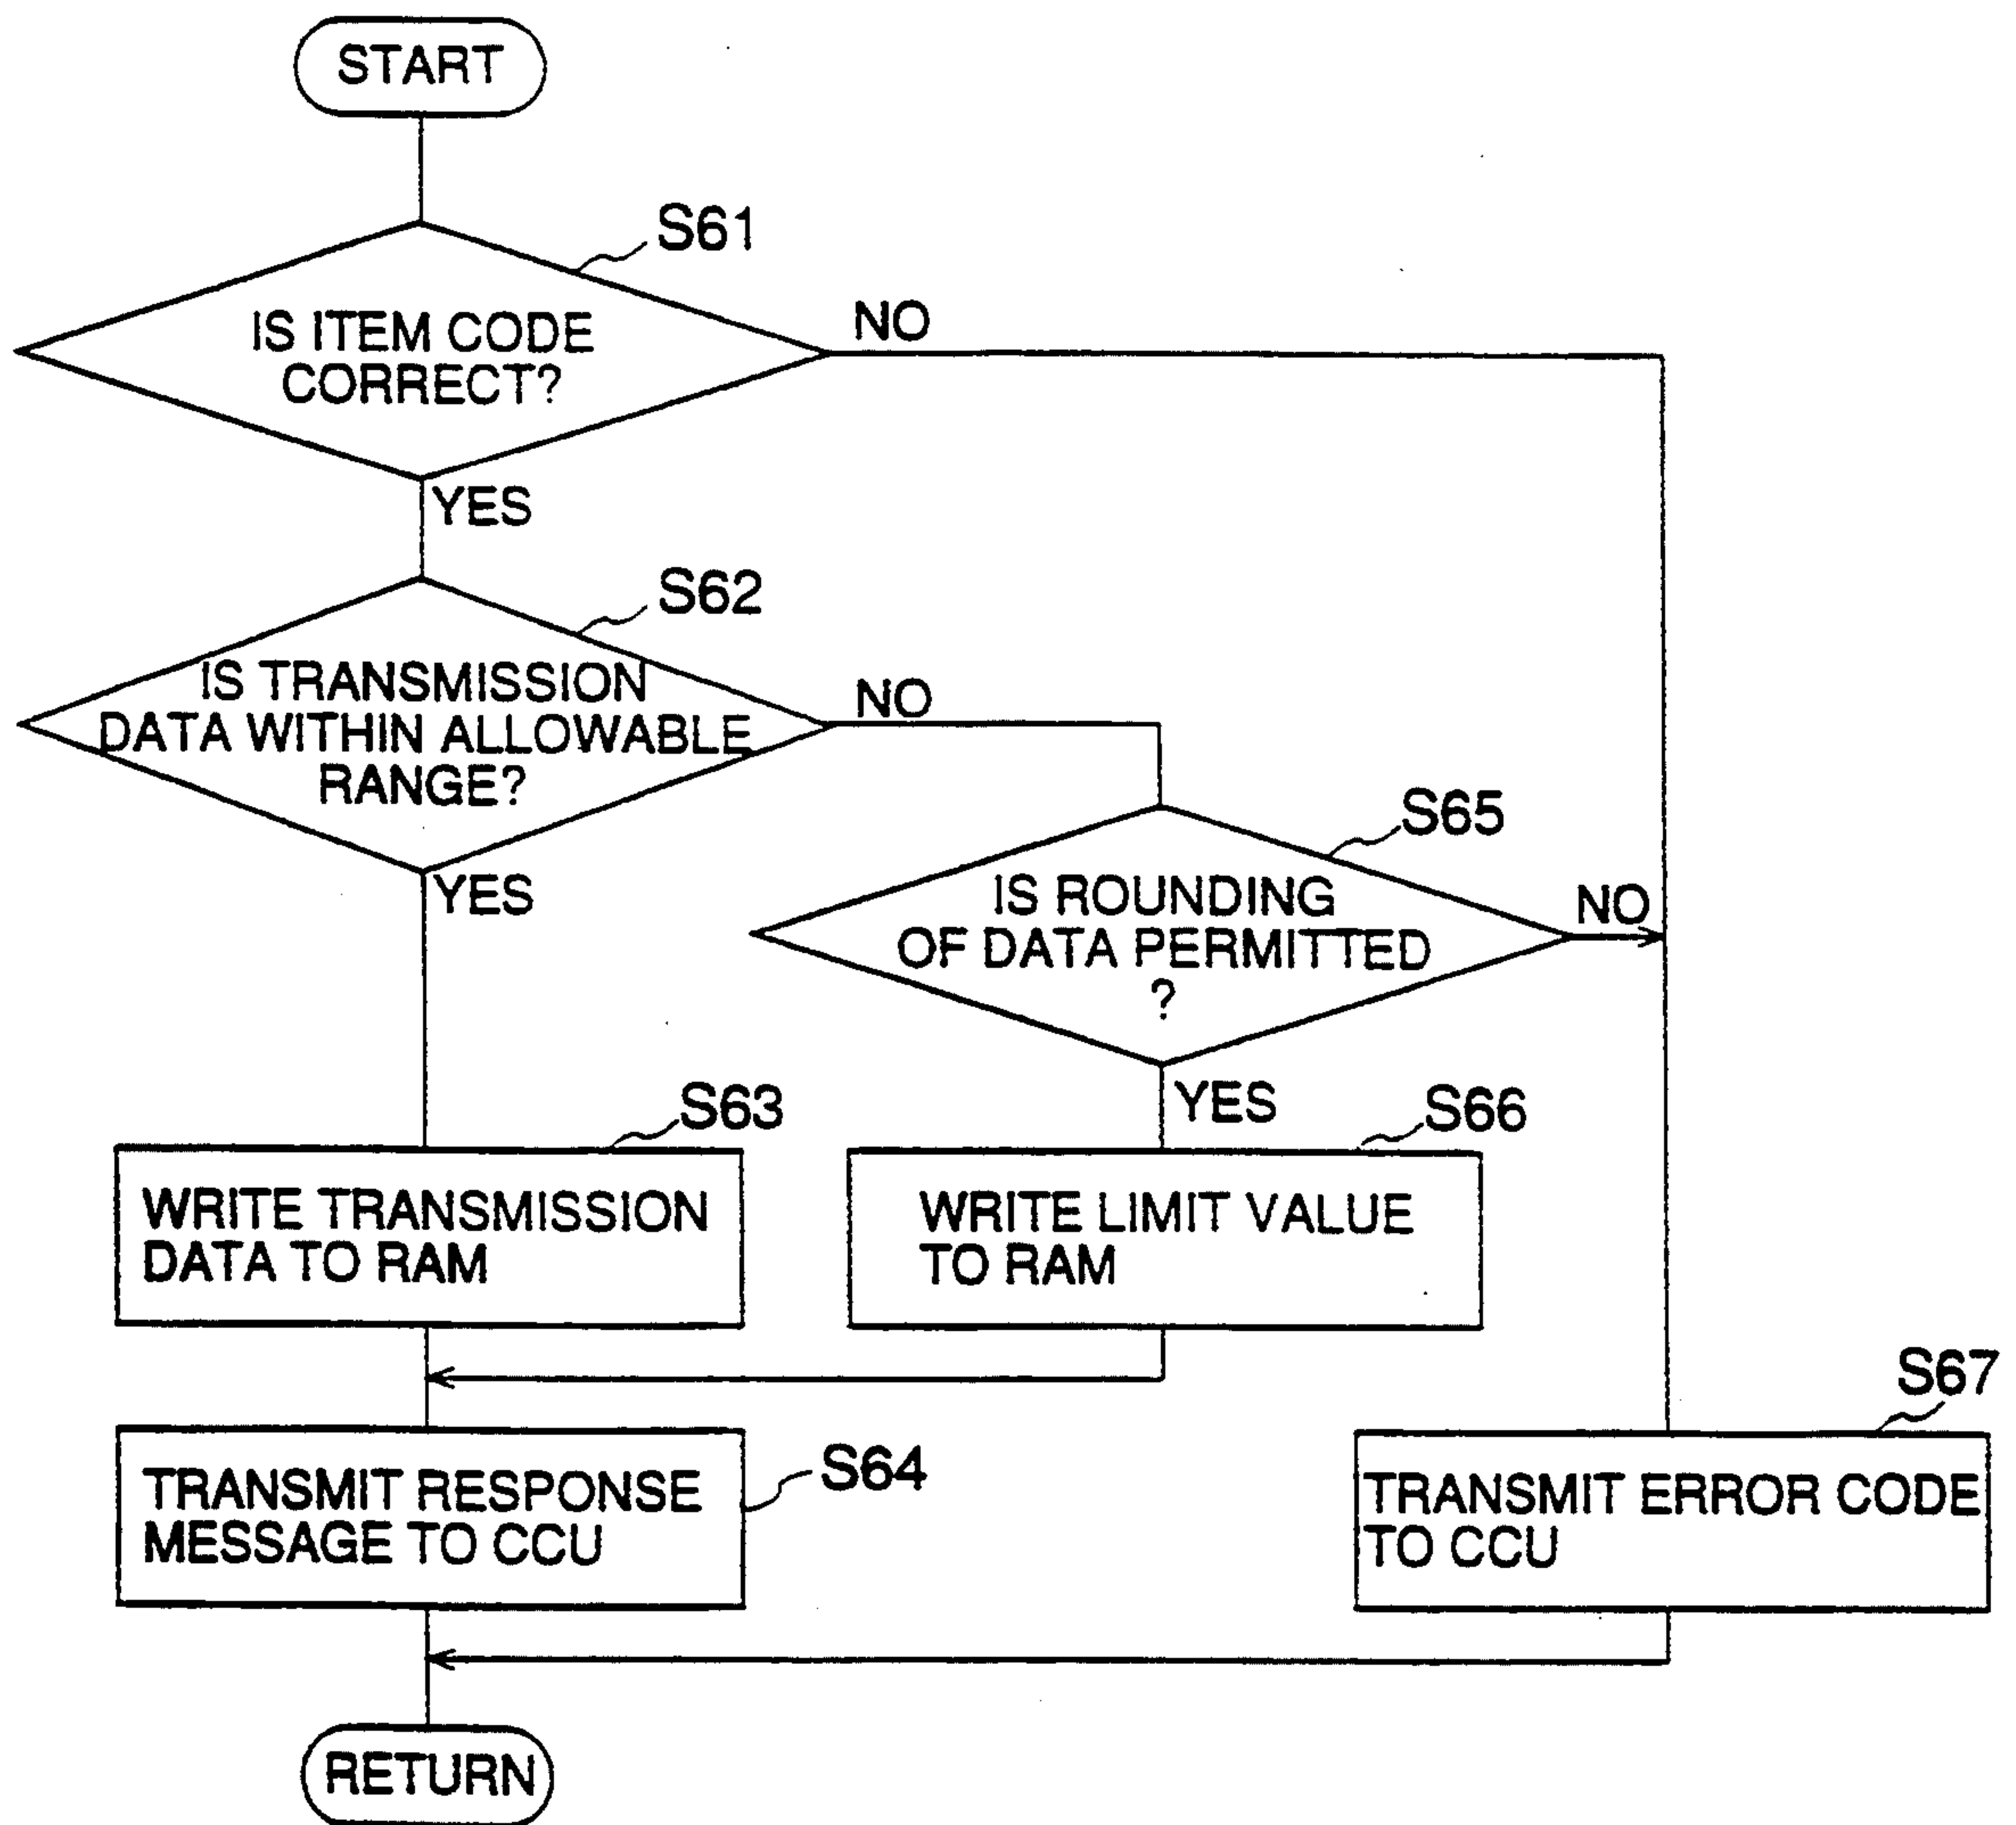 START
S61
IS ITEM CODE
CORRECT?
NO
YES
S62
IS TRANSMISSION
DATA WITHIN ALLOWABLE
RANGE?
NO
YES
S65
IS ROUNDING
OF DATA PERMITTED
?
NO
YES
S63
WRITE TRANSMISSION
DATA TO RAM
S66
WRITE LIMIT VALUE
TO RAM
S64
TRANSMIT RESPONSE
MESSAGE TO CCU
S67
TRANSMIT ERROR CODE
TO CCU
RETURN